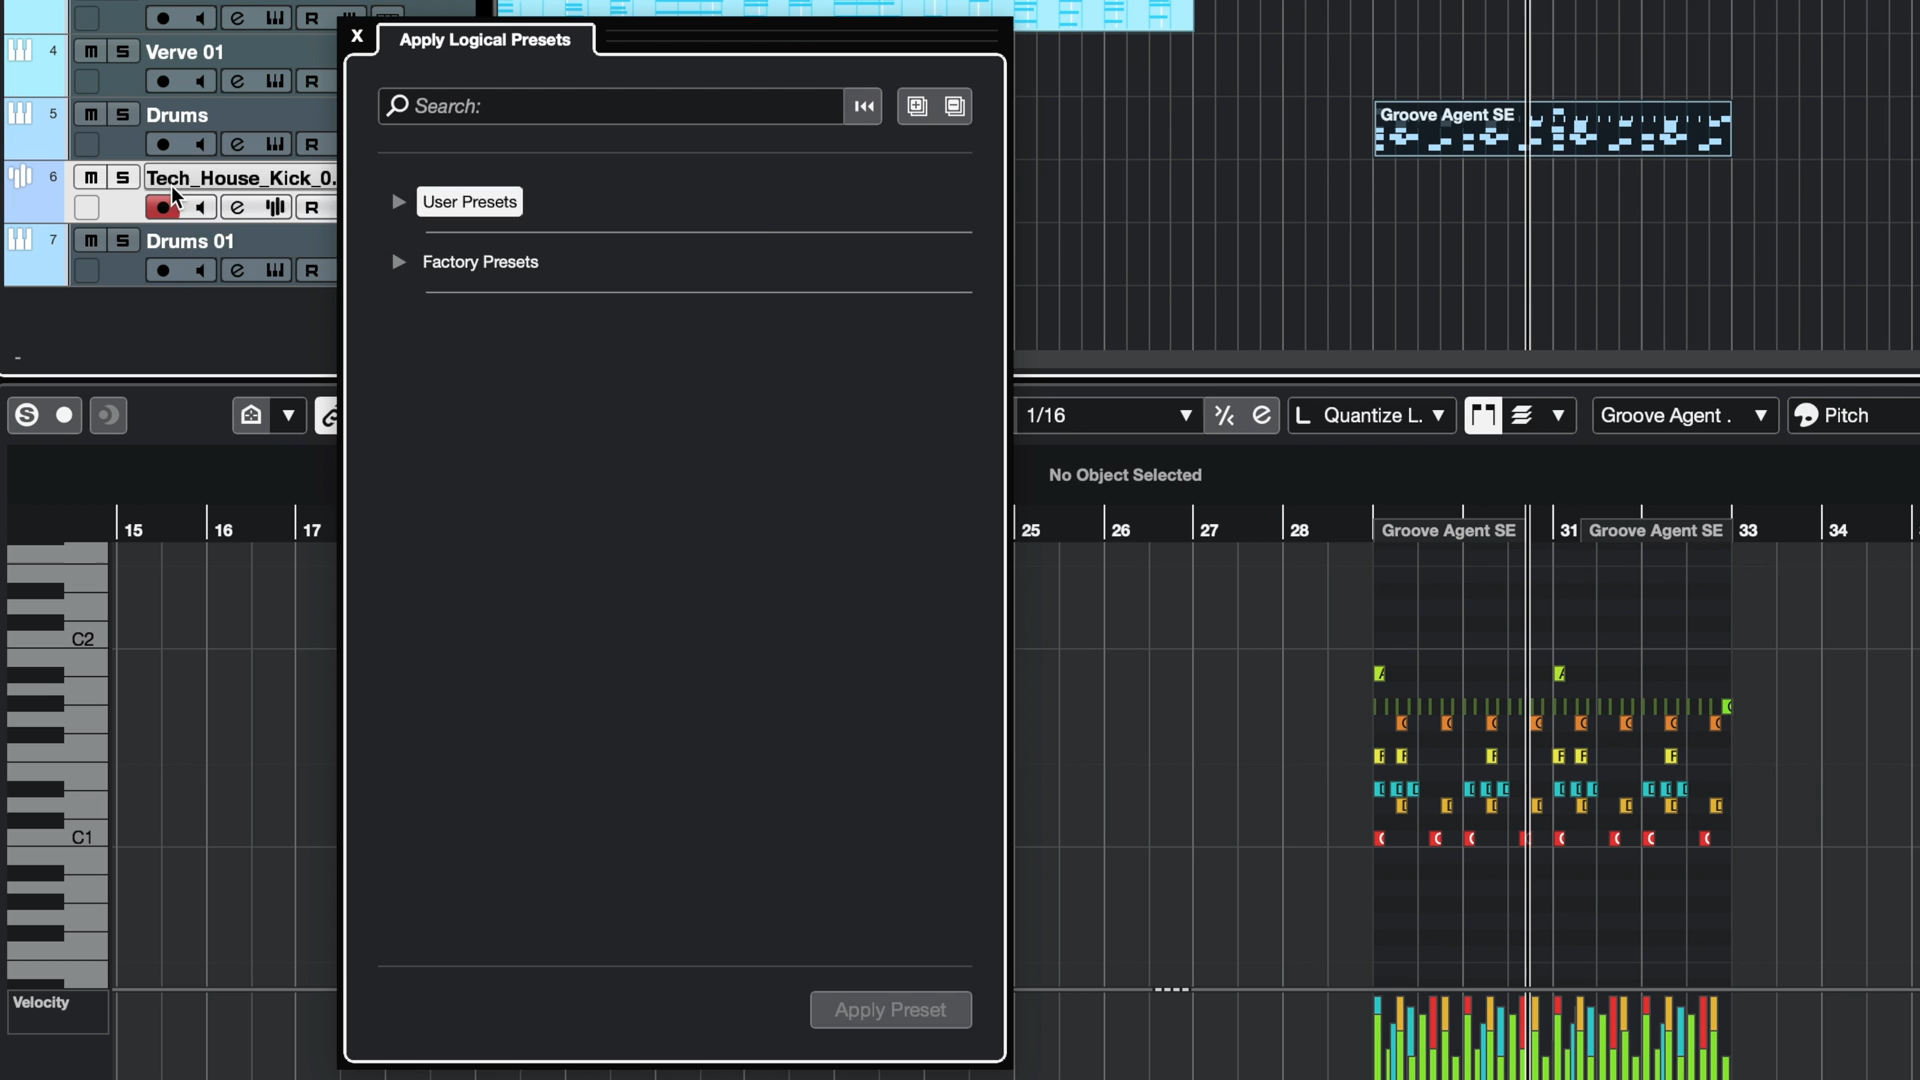 4 m S Verve 01
R
5 m S Drums
R
6 m S Tech_House_Kick_0.
R
7 m S Drums 01
R
-
X Apply Logical Presets
Search:
User Presets
Factory Presets
Apply Preset
Groove Agent SE
S
1/16
e
L Quantize L.
Groove Agent .
Pitch
No Object Selected
15 16 17 25 26 27 28 Groove Agent SE 31 Groove Agent SE 33 34
C2
C1
Velocity